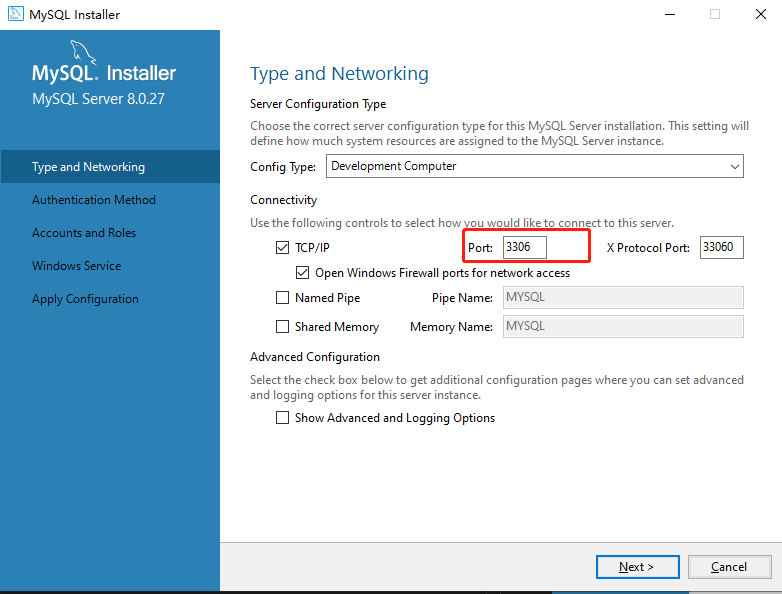 MySQL Installer
MySQL. Installer
MySQL Server 8.0.27
Type and Networking
Authentication Method
Accounts and Roles
Windows Service
Apply Configuration
Type and Networking
Server Configuration Type
Choose the correct server configuration type for this MySQL Server installation. This setting will
define how much system resources are assigned to the MySQL Server instance.
Config Type: Development Computer
Connectivity
Use the following controls to select how you would like to connect to this server.
TCP/IP Port: 3306 X Protocol Port: 33060
Open Windows Firewall ports for network access
Named Pipe Pipe Name: MYSQL
Shared Memory Memory Name: MYSQL
Advanced Configuration
Select the check box below to get additional configuration pages where you can set advanced
and logging options for this server instance.
Show Advanced and Logging Options
Next > Cancel